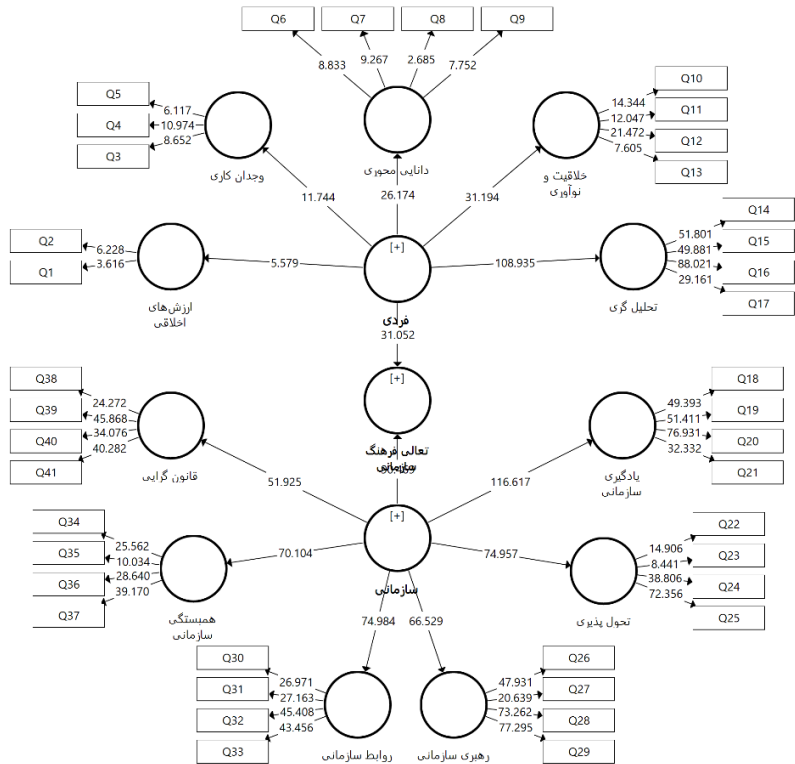 Q6
Q7
Q8
Q9
8.833
9.267
2.685
7.752
Q5
Q4
Q3
6.117
10.974
8.652
وجدان کاری
دانایی محوری
Q10
Q11
Q12
Q13
14.344
12.047
21.472
7.605
خلاقیت و
نوآوری
11.744
26.174
31.194
Q2
Q1
6.228
3.616
ارزش‌های
اخلاقی
5.579
[+]
فردی
108.935
Q14
Q15
Q16
Q17
51.801
49.881
88.021
29.161
تحلیل گری
31.052
[+]
تعالی فرهنگ
سازمانی
Q38
Q39
Q40
Q41
24.272
45.868
34.076
40.282
قانون گرایی
51.925
116.617
Q18
Q19
Q20
Q21
49.393
51.411
76.931
32.332
یادگیری
سازمانی
[+]
سازمانی
Q34
Q35
Q36
Q37
25.562
10.034
28.640
39.170
همبستگی
سازمانی
70.104
74.957
Q22
Q23
Q24
Q25
14.906
8.441
38.806
72.356
تحول پذیری
74.984
66.529
Q30
Q31
Q32
Q33
26.971
27.163
45.408
43.456
روابط سازمانی
Q26
Q27
Q28
Q29
47.931
20.639
73.262
77.295
رهبری سازمانی